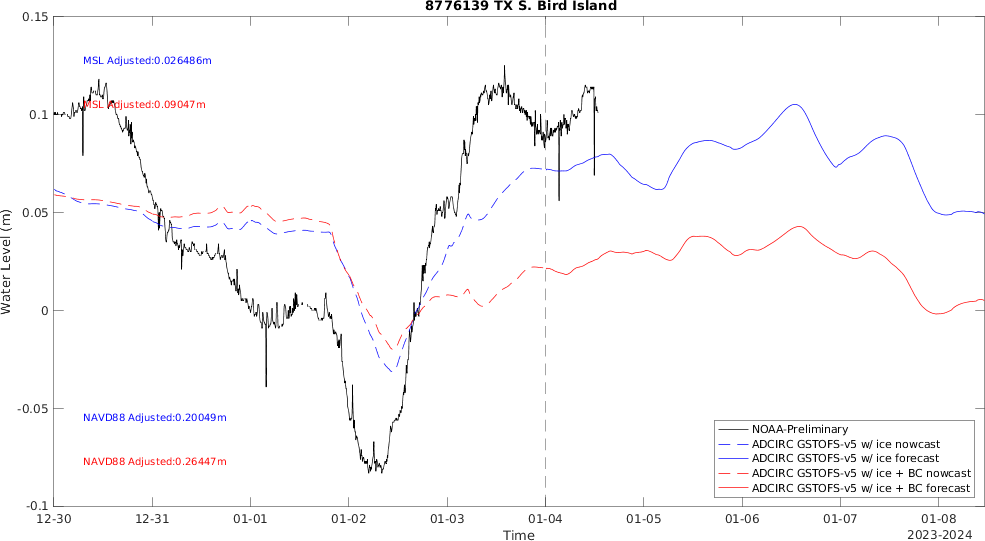 8776139 TX S. Bird Island
0.15
0.1
0.05
0
-0.05
-0.1
Water Level (m)
MSL Adjusted:0.026486m
MSL Adjusted:0.09047m
NAVD88 Adjusted:0.20049m
NAVD88 Adjusted:0.26447m
NOAA-Preliminary
ADCIRC GSTOFS-v5 w/ ice nowcast
ADCIRC GSTOFS-v5 w/ ice forecast
ADCIRC GSTOFS-v5 w/ ice + BC nowcast
ADCIRC GSTOFS-v5 w/ ice + BC forecast
12-30 12-31 01-01 01-02 01-03 01-04 01-05 01-06 01-07 01-08
Time
2023-2024